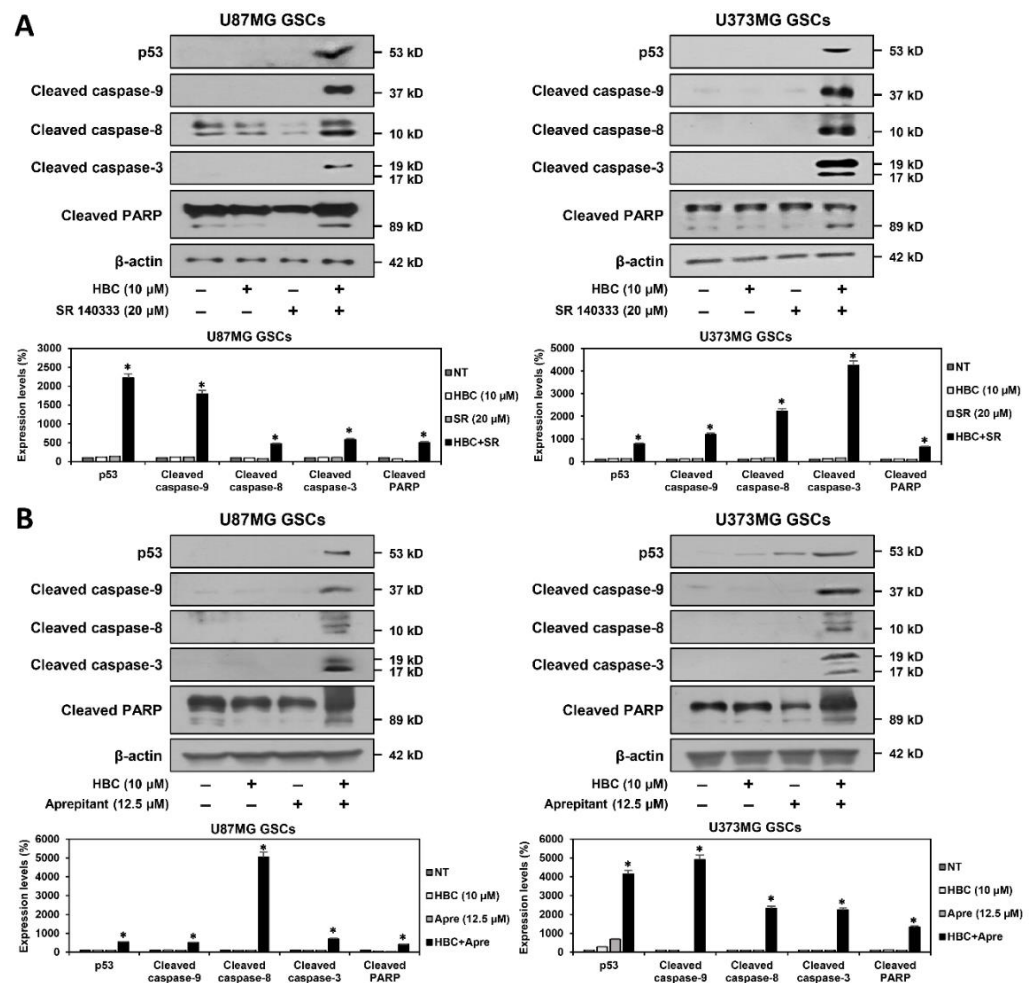 A
U87MG GSCs
p53
53 kD
Cleaved caspase-9
37 kD
Cleaved caspase-8
10 kD
Cleaved caspase-3
19 kD
17 kD
Cleaved PARP
89 kD
β-actin
42 kD
HBC (10 μM) – + – +
SR 140333 (20 μM) – – + +
U373MG GSCs
p53
53 kD
Cleaved caspase-9
37 kD
Cleaved caspase-8
10 kD
Cleaved caspase-3
19 kD
17 kD
Cleaved PARP
89 kD
β-actin
42 kD
HBC (10 μM) – + – +
SR 140333 (20 μM) – – + +
U87MG GSCs
Expression levels (%)
3000
2500
2000
1500
1000
500
0
* * * * *
p53
Cleaved caspase-9
Cleaved caspase-8
Cleaved caspase-3
Cleaved PARP
NT
HBC (10 μM)
SR (20 μM)
HBC+SR
U373MG GSCs
Expression levels (%)
5000
4000
3000
2000
1000
0
* * * * *
p53
Cleaved caspase-9
Cleaved caspase-8
Cleaved caspase-3
Cleaved PARP
NT
HBC (10 μM)
SR (20 μM)
HBC+SR
B
U87MG GSCs
p53
53 kD
Cleaved caspase-9
37 kD
Cleaved caspase-8
10 kD
Cleaved caspase-3
19 kD
17 kD
Cleaved PARP
89 kD
β-actin
42 kD
HBC (10 μM) – + – +
Aprepitant (12.5 μM) – – + +
U373MG GSCs
p53
53 kD
Cleaved caspase-9
37 kD
Cleaved caspase-8
10 kD
Cleaved caspase-3
19 kD
17 kD
Cleaved PARP
89 kD
β-actin
42 kD
HBC (10 μM) – + – +
Aprepitant (12.5 μM) – – + +
U87MG GSCs
Expression levels (%)
6000
5000
4000
3000
2000
1000
0
* * * * *
p53
Cleaved caspase-9
Cleaved caspase-8
Cleaved caspase-3
Cleaved PARP
NT
HBC (10 μM)
Apre (12.5 μM)
HBC+Apre
U373MG GSCs
Expression levels (%)
6000
5000
4000
3000
2000
1000
0
* * * * *
p53
Cleaved caspase-9
Cleaved caspase-8
Cleaved caspase-3
Cleaved PARP
NT
HBC (10 μM)
Apre (12.5 μM)
HBC+Apre